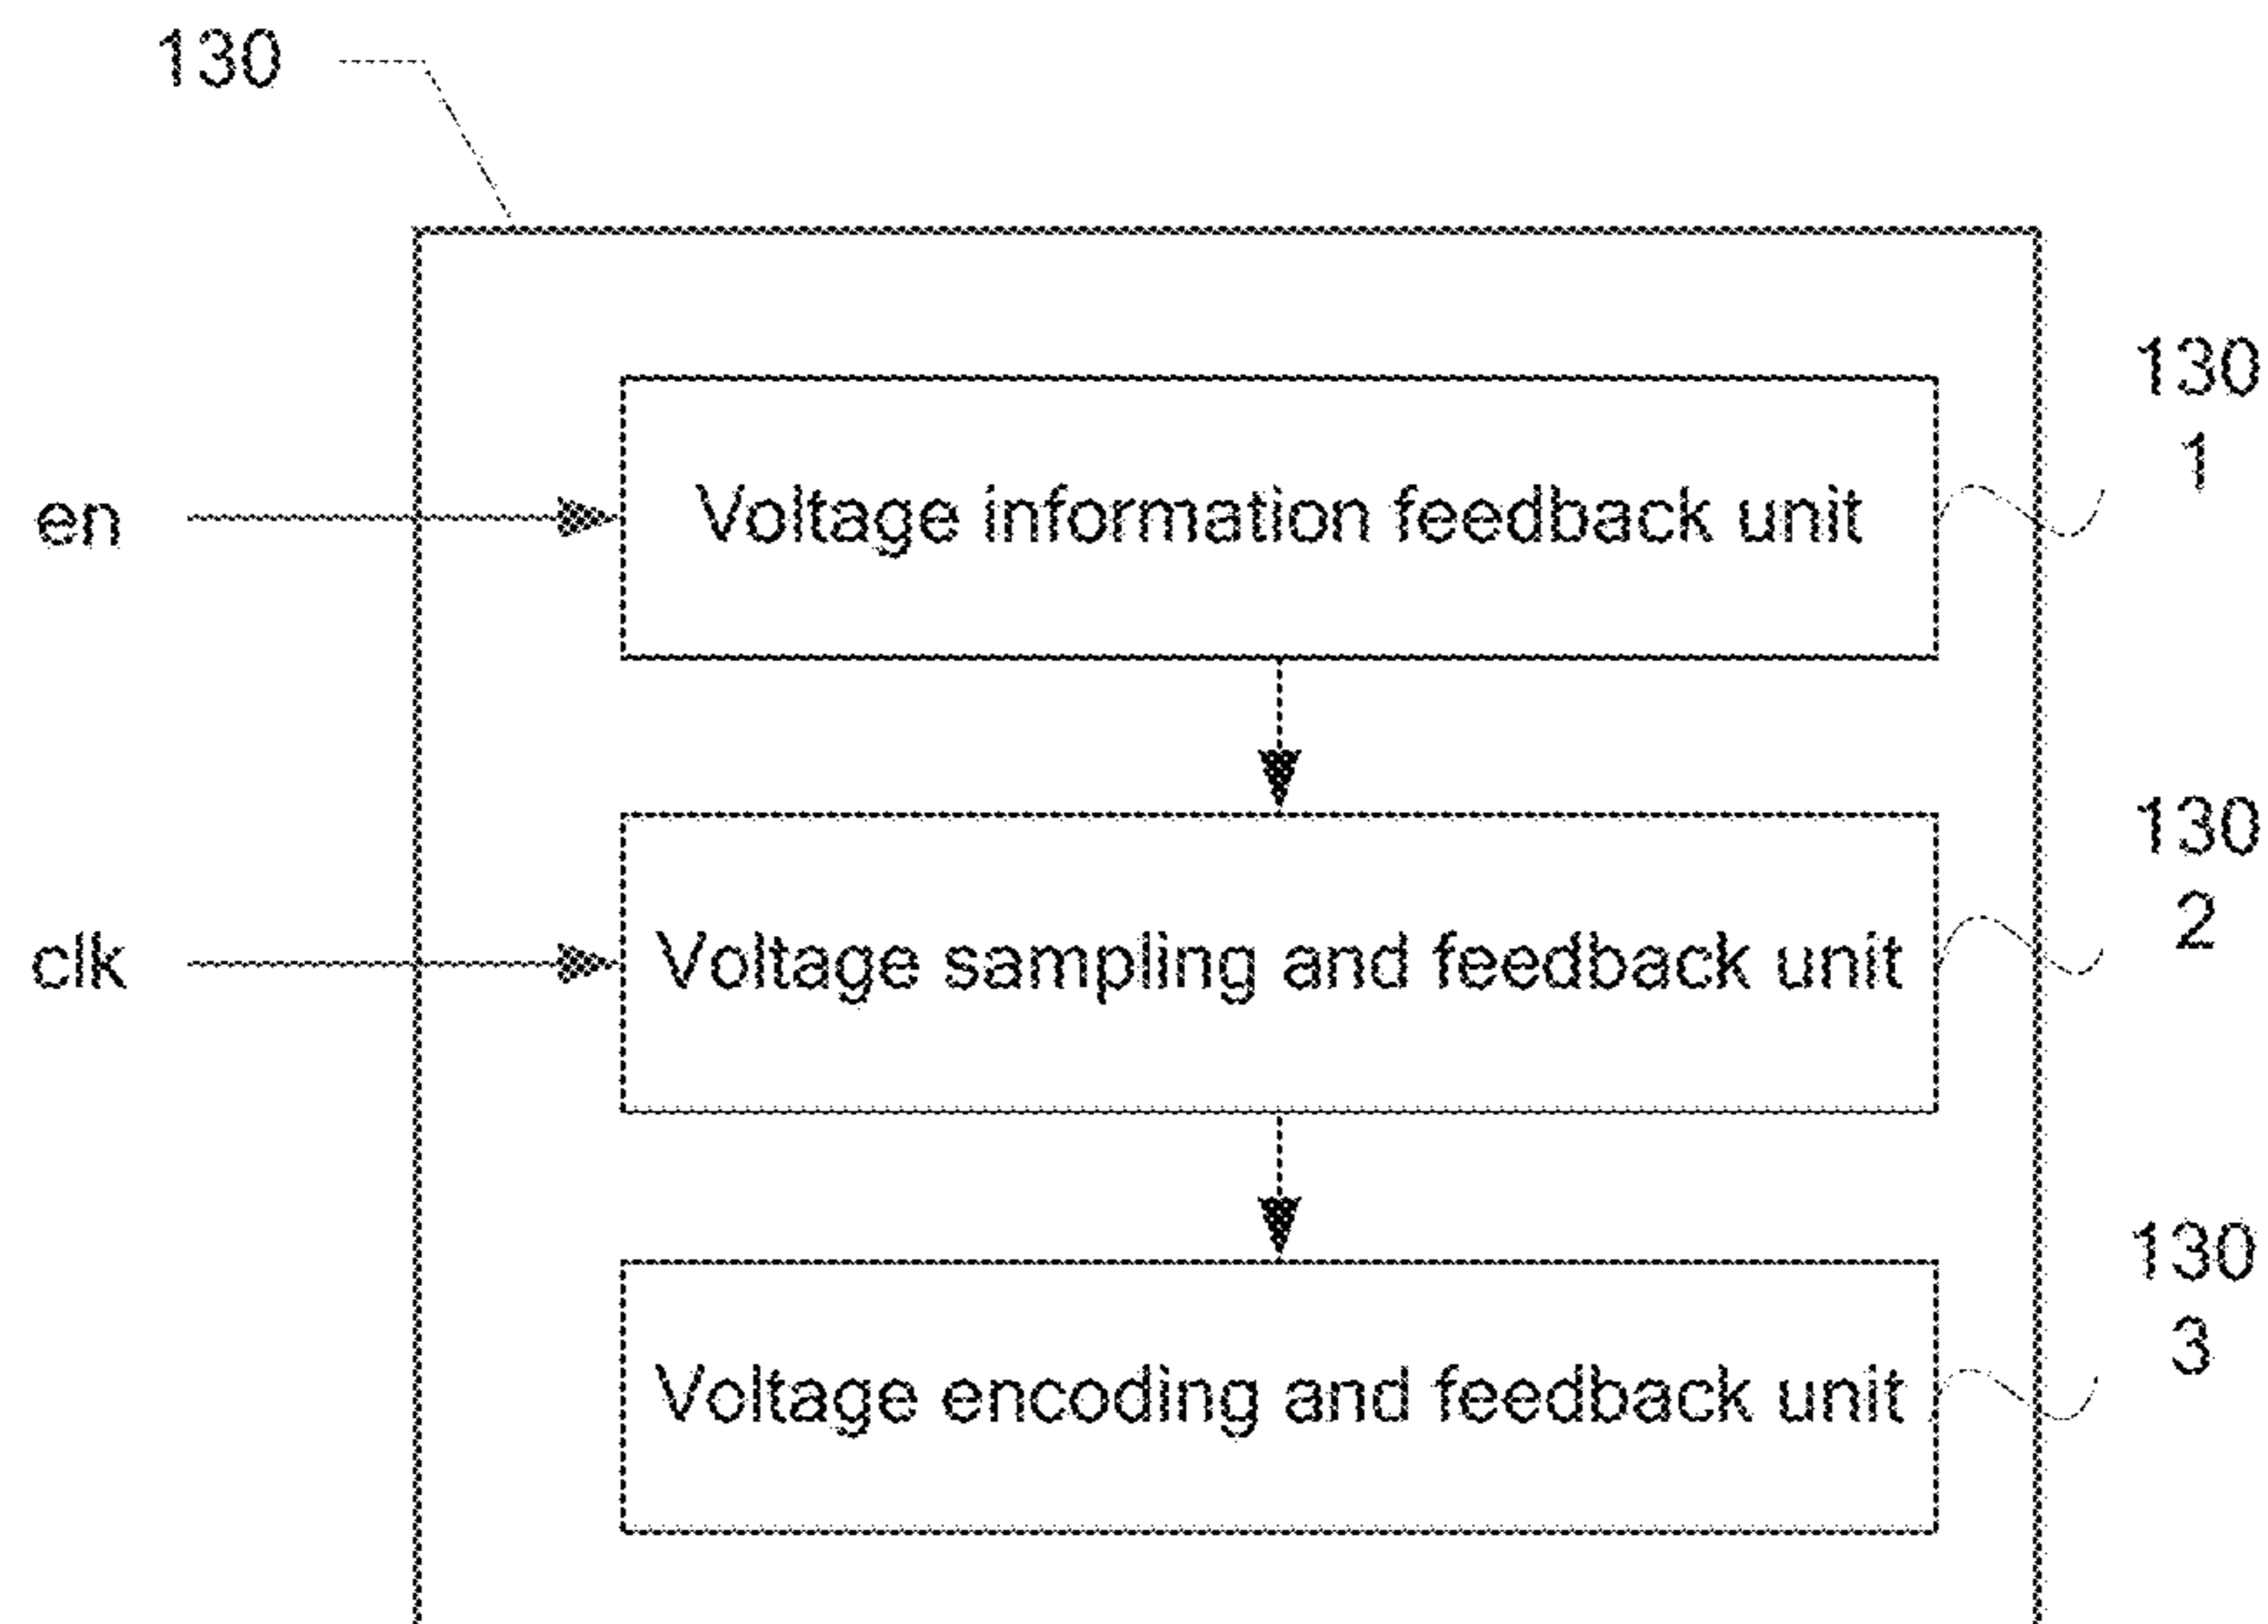 130
130
1
en
Voltage information feedback unit
130
2
clk
Voltage sampling and feedback unit
130
3
Voltage encoding and feedback unit